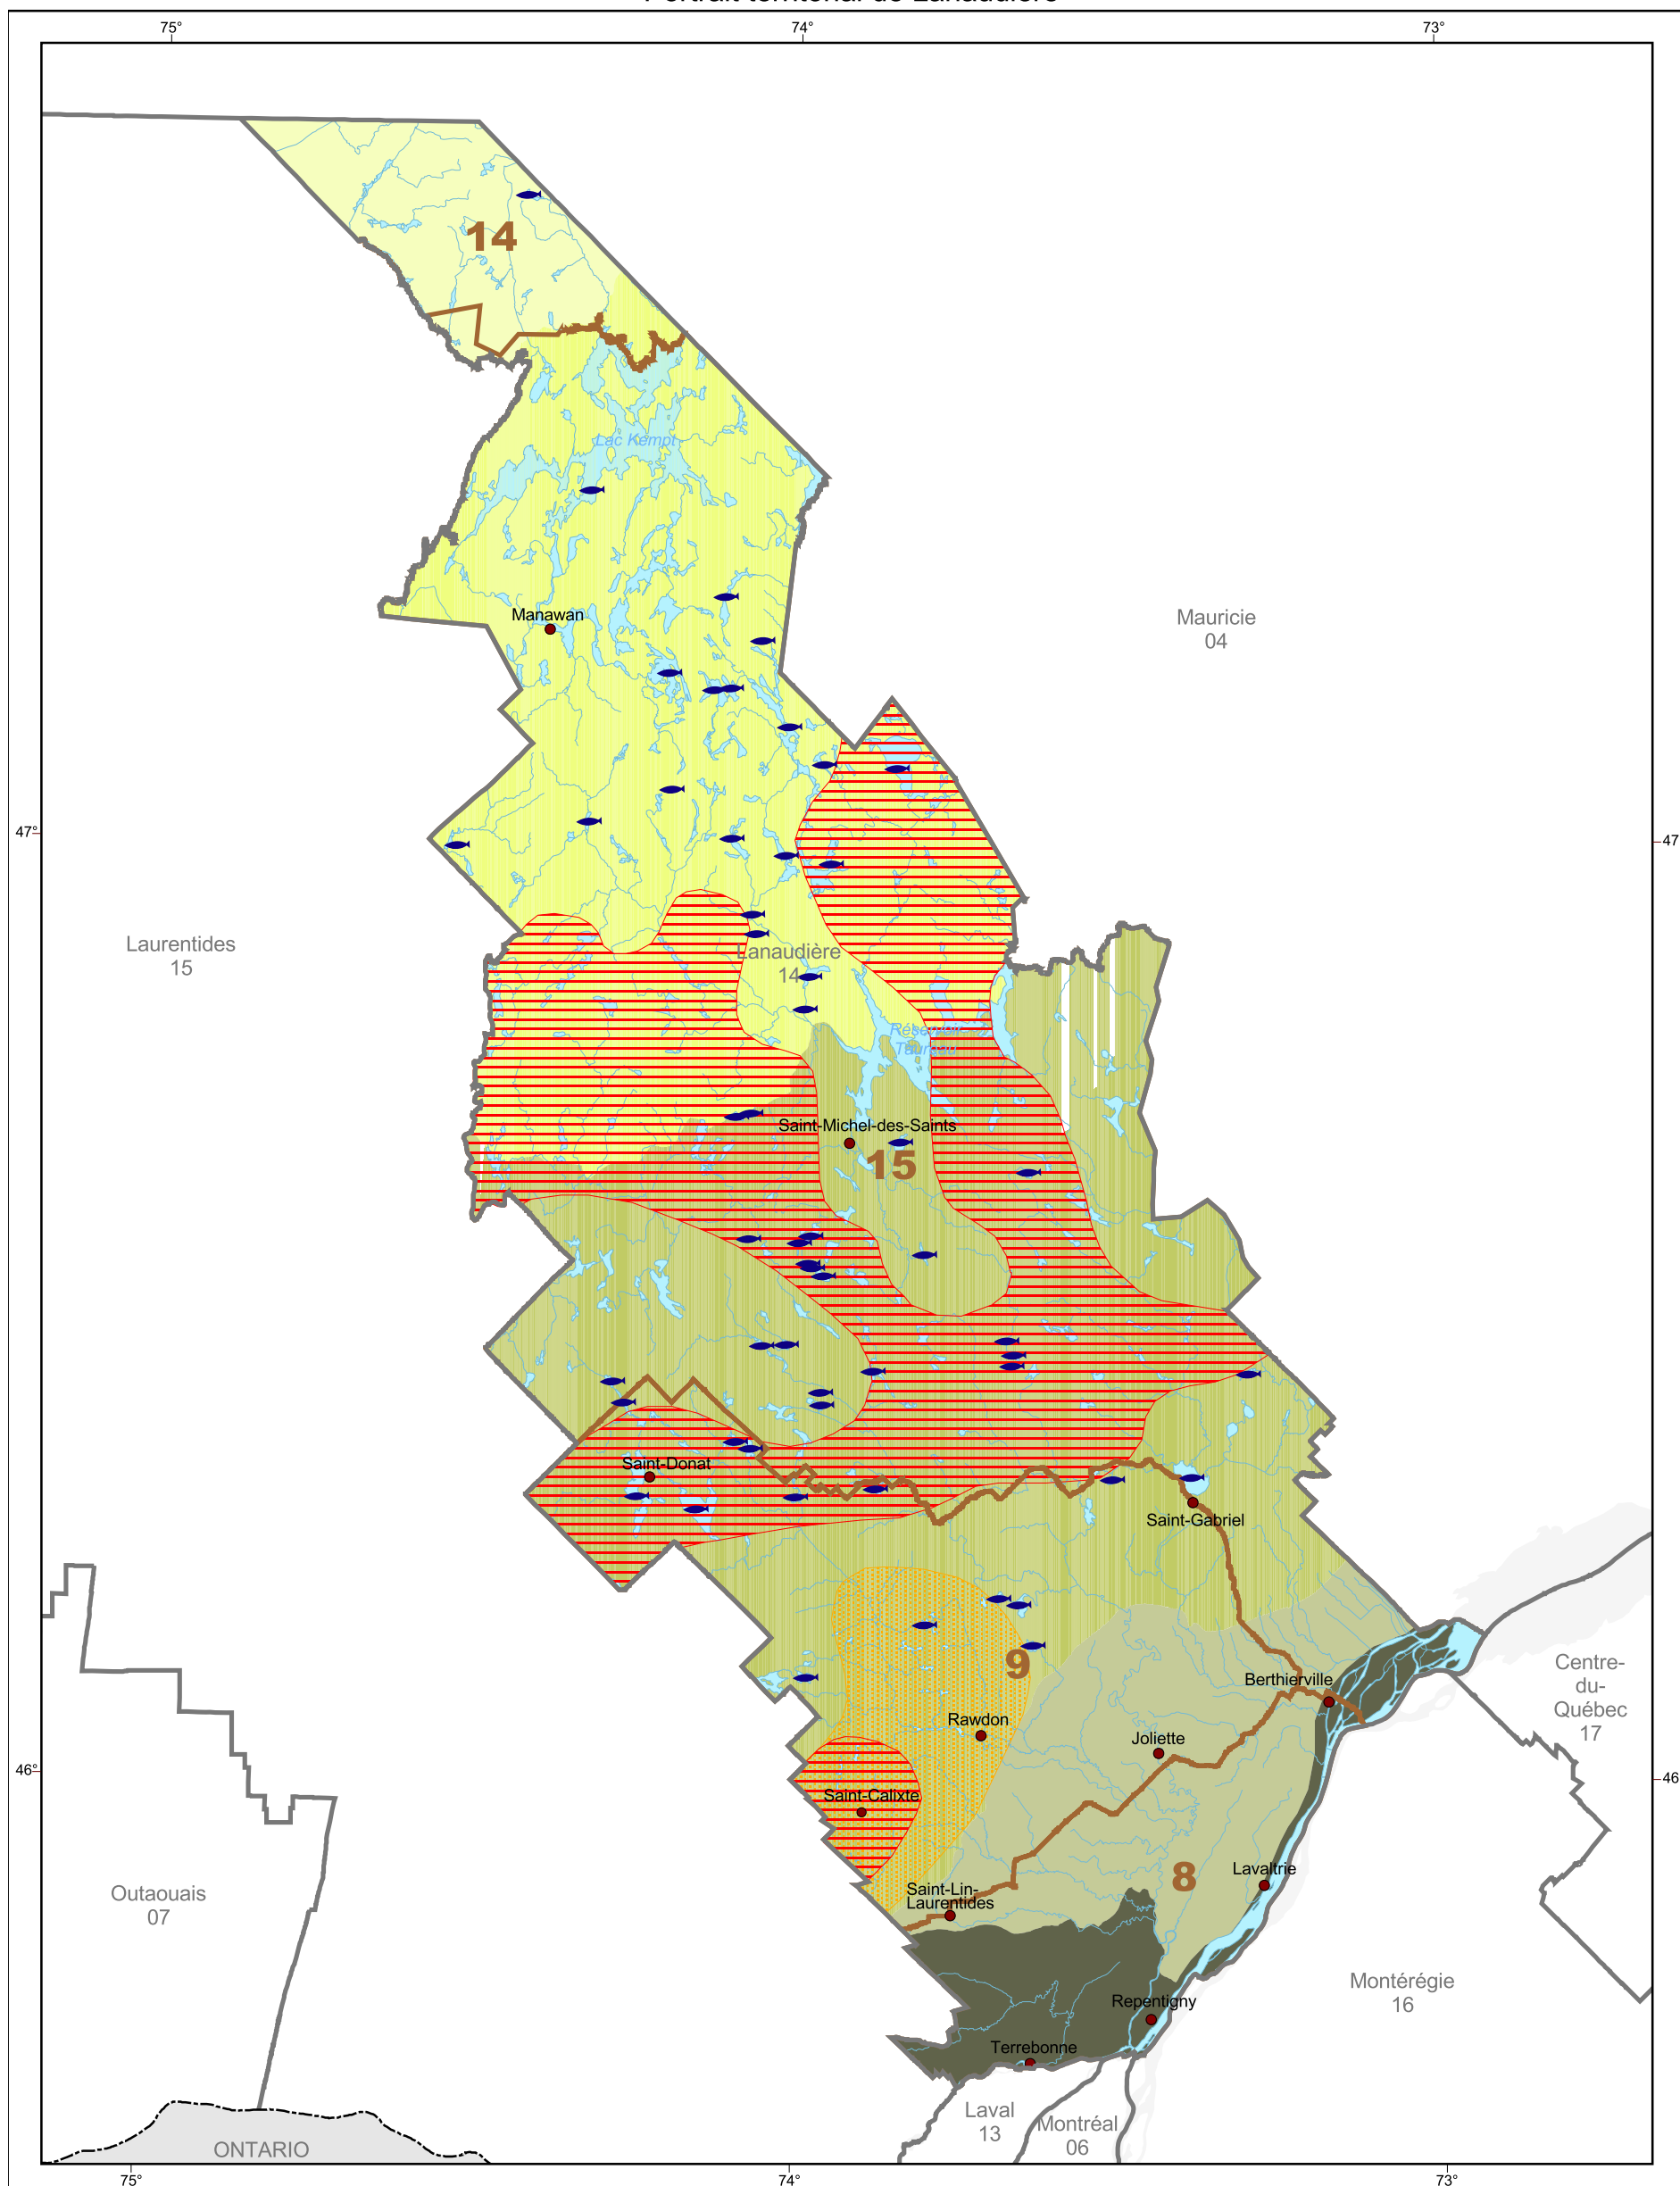 Portrait territorial de Lanaudière
75°
74°
73°
14
Lac Kempt
Manawan
Mauricie
04
47°
47
Laurentides
15
Lanaudière
14
Réservoir
Taureau
Saint-Michel-des-Saints
15
Saint-Donat
Saint-Gabriel
9
Centre-
du-
Québec
17
Berthierville
Rawdon
Joliette
46°
46
Saint-Calixte
8
Lavaltrie
Saint-Lin-
Laurentides
Outaouais
07
Montérégie
16
Repentigny
Terrebonne
Laval
13
Montréal
06
ONTARIO
75°
74°
73°